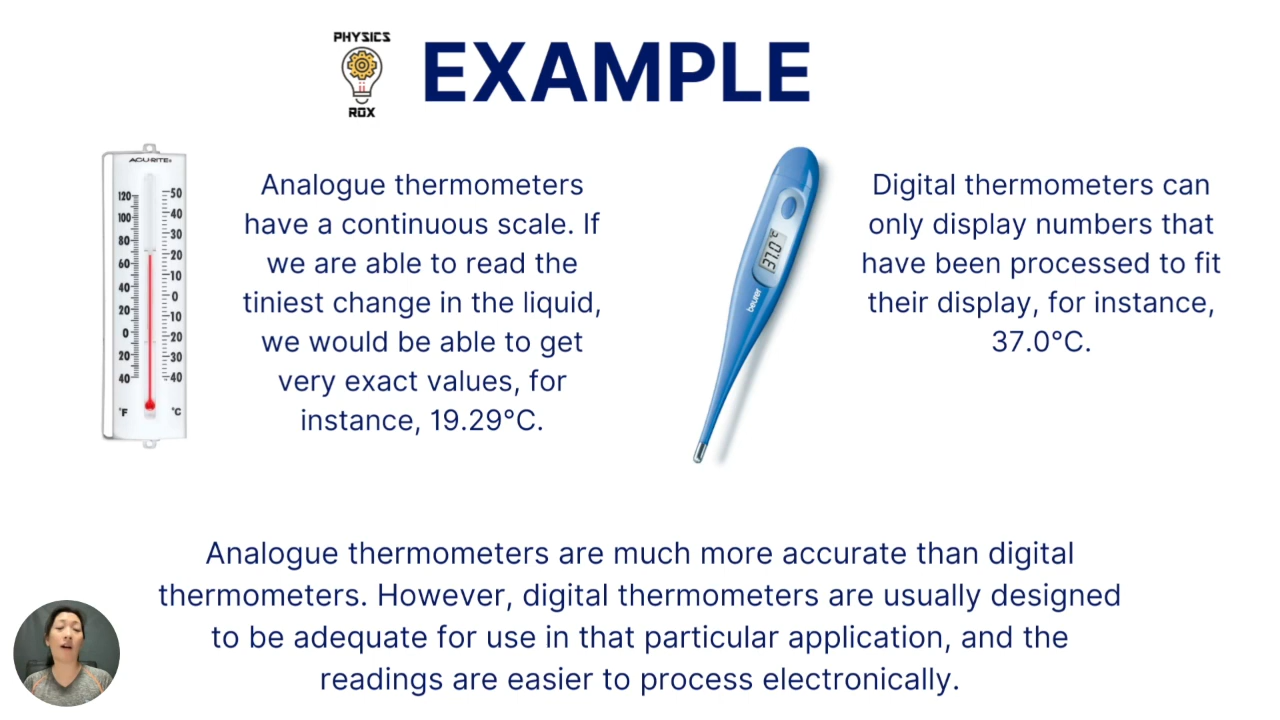 PHYSICS
ROX
EXAMPLE
ACU-RITE
120
100
80
60
40
20
0
20
40
°F
50
40
30
20
10
0
10
20
30
40
°C
Analogue thermometers
have a continuous scale. If
we are able to read the
tiniest change in the liquid,
we would be able to get
very exact values, for
instance, 19.29°C.
37.0°C
beurer
Digital thermometers can
only display numbers that
have been processed to fit
their display, for instance,
37.0°C.
Analogue thermometers are much more accurate than digital
thermometers. However, digital thermometers are usually designed
to be adequate for use in that particular application, and the
readings are easier to process electronically.